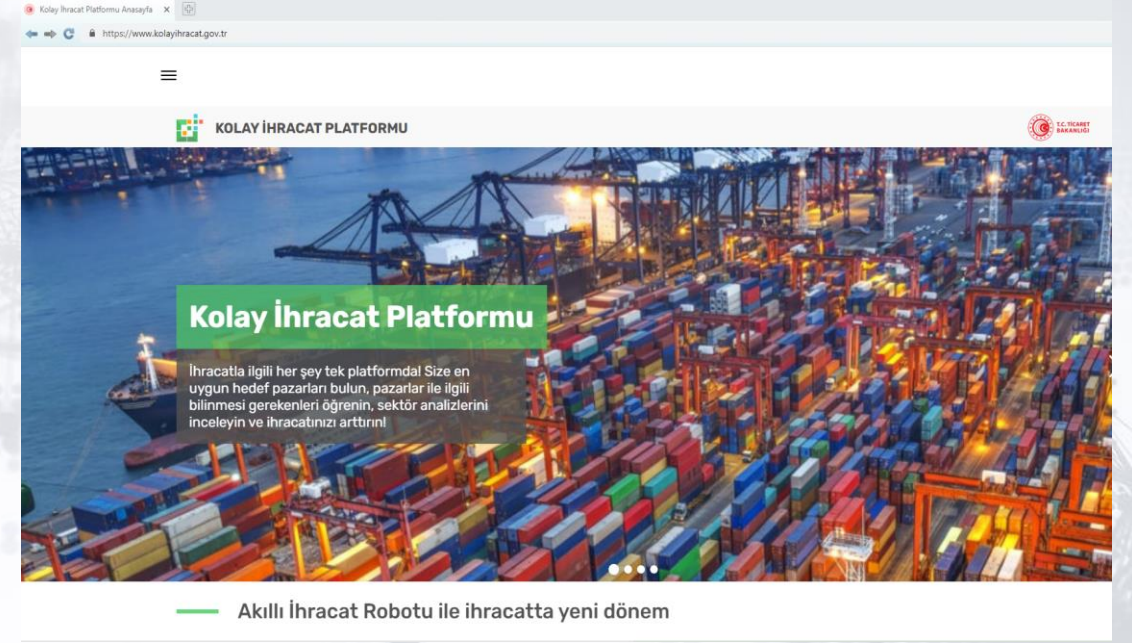 Kolay İhracat Platformu Anasayfa
https://www.kolayihracat.gov.tr
KOLAY İHRACAT PLATFORMU
T.C. TİCARET
BAKANLIĞI
Kolay İhracat Platformu
İhracatla ilgili her şey tek platformda! Size en
uygun hedef pazarları bulun, pazarlar ile ilgili
bilinmesi gerekenleri öğrenin, sektör analizlerini
inceleyin ve ihracatınızı arttırın!
Akıllı İhracat Robotu ile ihracatta yeni dönem